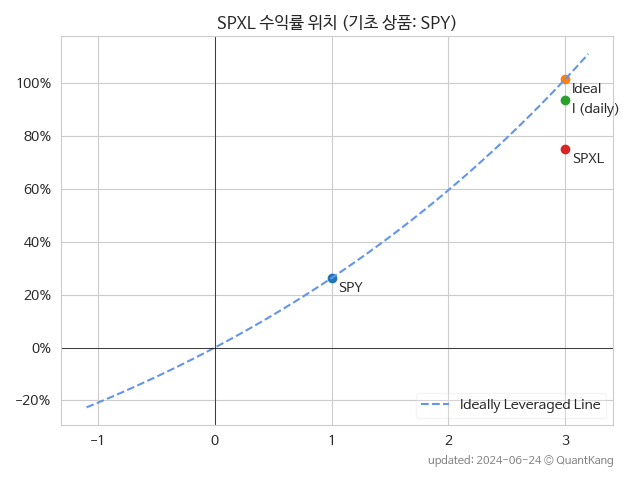 SPXL 수익률 위치 (기초 상품: SPY)
100%
80%
60%
40%
20%
0%
−20%
Ideal
I (daily)
SPXL
SPY
Ideally Leveraged Line
−1
0
1
2
3
updated: 2024-06-24 © QuantKang